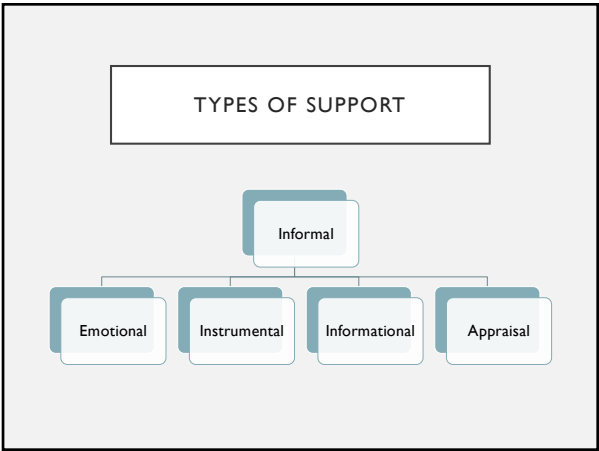 TYPES OF SUPPORT
Informal
Emotional
Instrumental
Informational
Appraisal